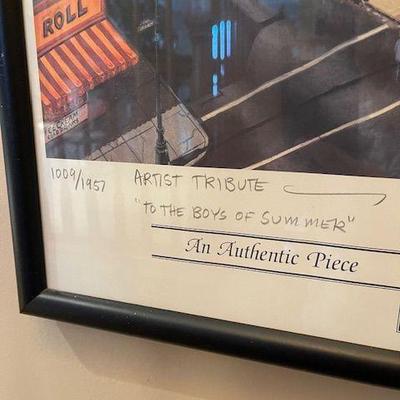 ROLL
1009/1957 ARTIST TRIBUTE
"TO THE BOYS OF SUMMER"
An Authentic Piece